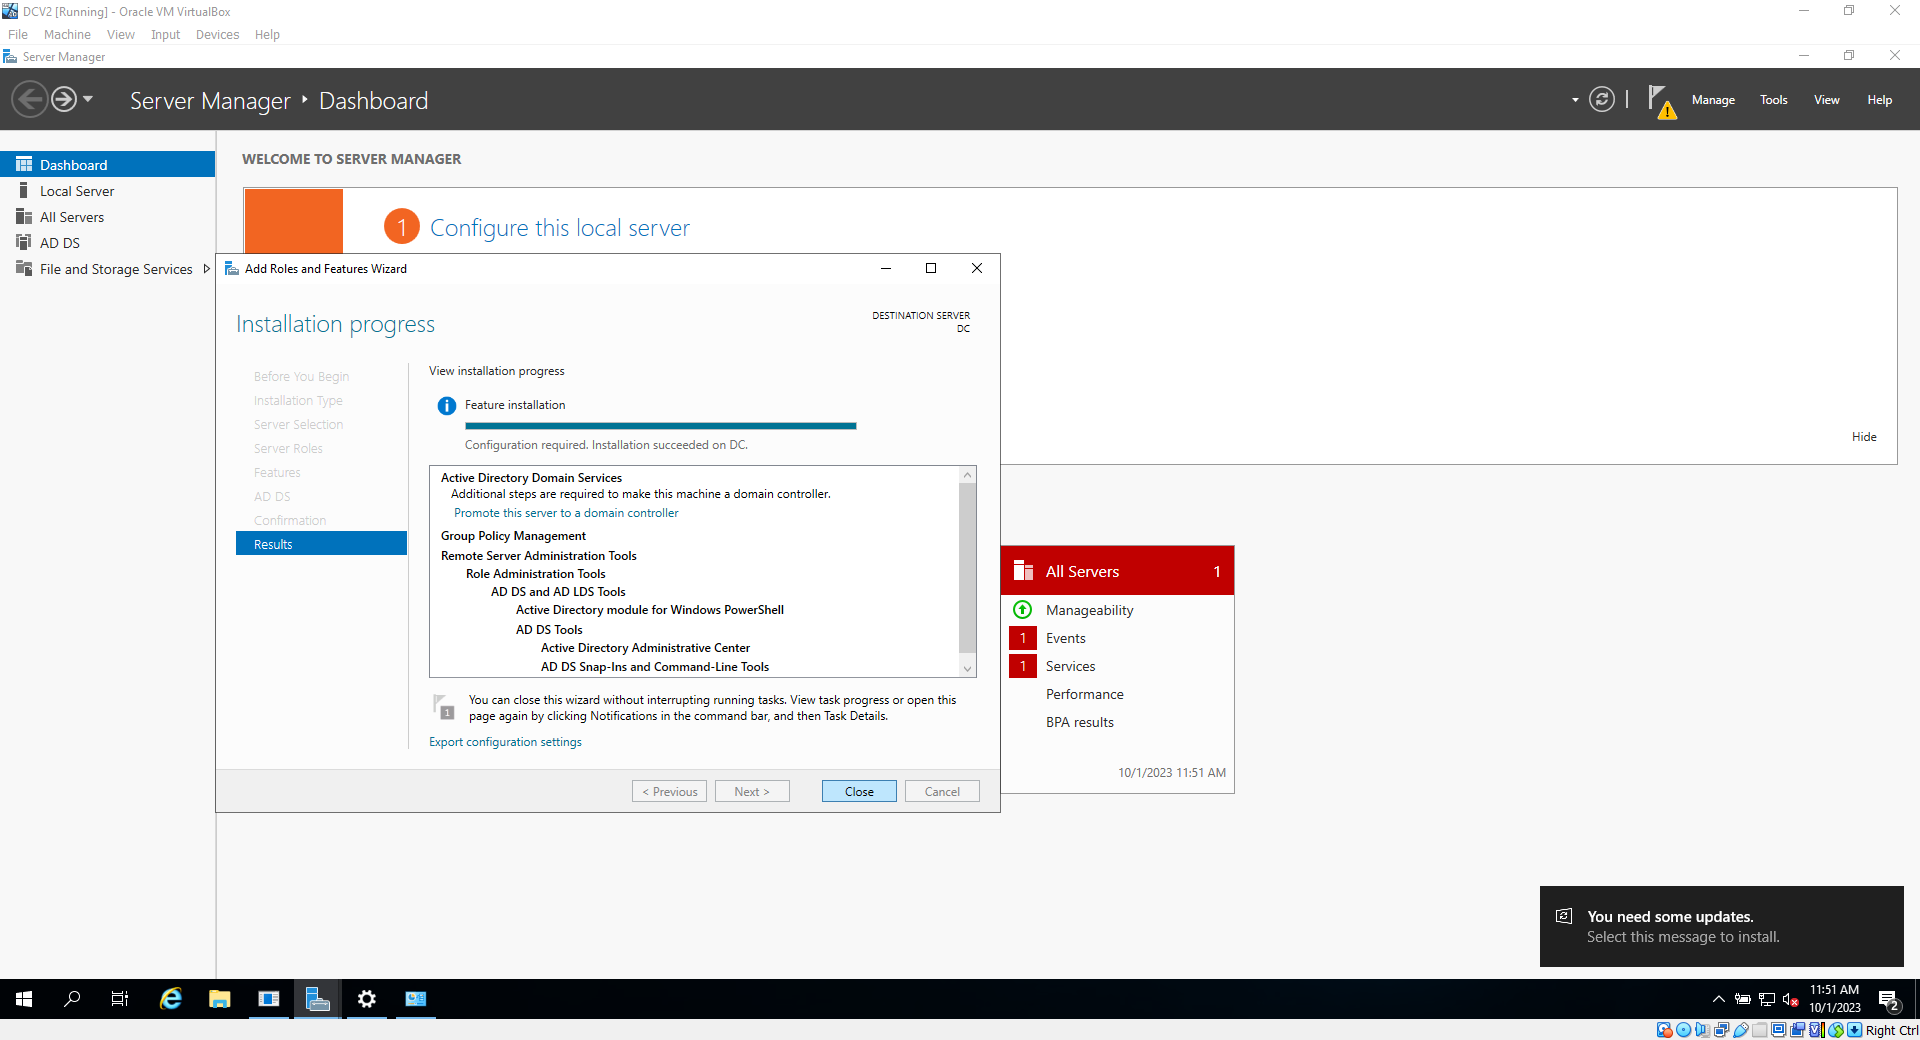 DCV2 [Running] - Oracle VM VirtualBox
File Machine View Input Devices Help
Server Manager
Server Manager Dashboard
Manage Tools View Help
Dashboard
Local Server
All Servers
AD DS
File and Storage Services
WELCOME TO SERVER MANAGER
1 Configure this local server
Hide
Add Roles and Features Wizard
Installation progress
DESTINATION SERVER
DC
Before You Begin
Installation Type
Server Selection
Server Roles
Features
AD DS
Confirmation
Results
View installation progress
Feature installation
Configuration required. Installation succeeded on DC.
Active Directory Domain Services
Additional steps are required to make this machine a domain controller.
Promote this server to a domain controller
Group Policy Management
Remote Server Administration Tools
Role Administration Tools
AD DS and AD LDS Tools
Active Directory module for Windows PowerShell
AD DS Tools
Active Directory Administrative Center
AD DS Snap-Ins and Command-Line Tools
1
You can close this wizard without interrupting running tasks. View task progress or open this
page again by clicking Notifications in the command bar, and then Task Details.
Export configuration settings
< Previous Next > Close Cancel
All Servers 1
Manageability
1 Events
1 Services
Performance
BPA results
10/1/2023 11:51 AM
You need some updates.
Select this message to install.
11:51 AM
10/1/2023
2
Right Ctrl